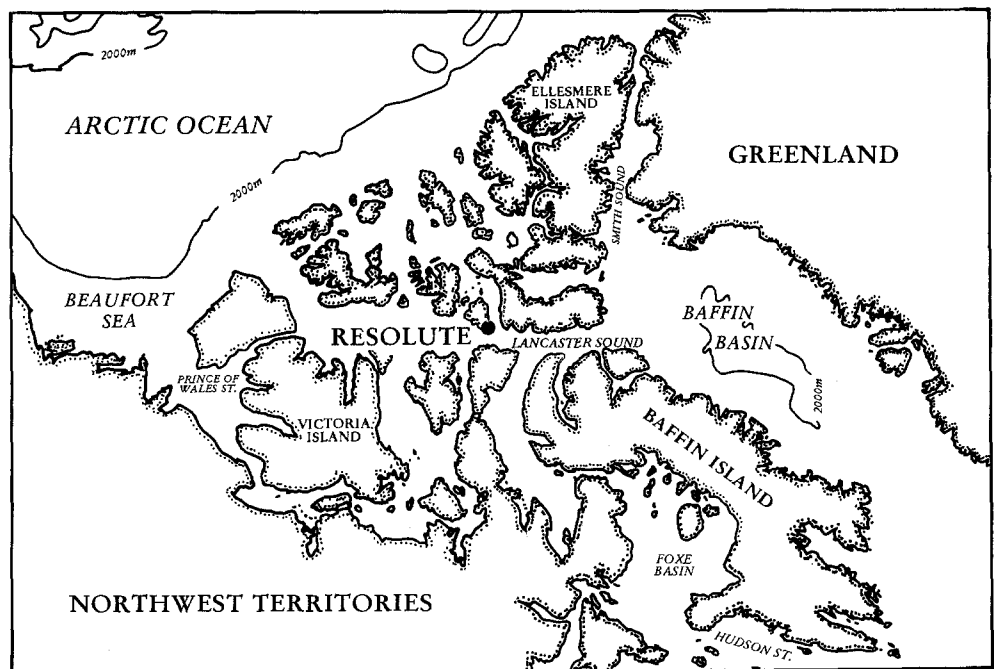 2000m
ELLESMERE
ISLAND
ARCTIC OCEAN
GREENLAND
2000m
SMITH SOUND
BEAUFORT
SEA
BAFFIN
BASIN
RESOLUTE
LANCASTER SOUND
PRINCE OF
WALES ST.
2000m
VICTORIA
ISLAND
BAFFIN ISLAND
FOXE
BASIN
NORTHWEST TERRITORIES
HUDSON ST.